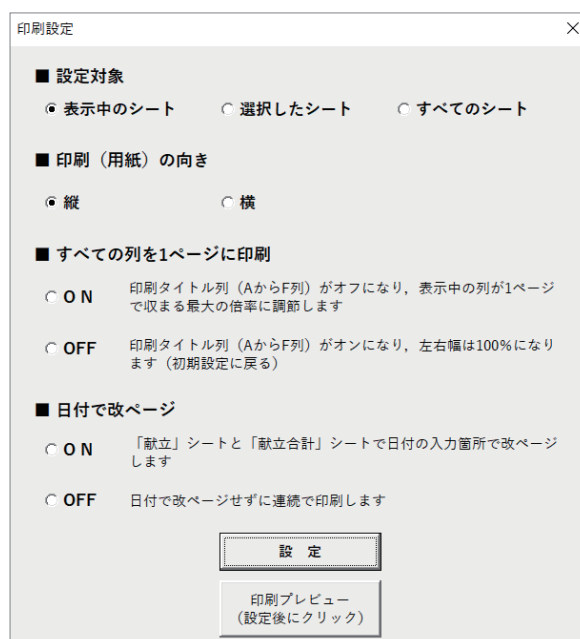 印刷設定
■ 設定対象
表示中のシート 選択したシート すべてのシート
■ 印刷（用紙）の向き
縦 横
■ すべての列を1ページに印刷
ON 印刷タイトル列（AからF列）がオフになり，表示中の列が1ページ
で収まる最大の倍率に調節します
OFF 印刷タイトル列（AからF列）がオンになり，左右幅は100%になり
ます（初期設定に戻る）
■ 日付で改ページ
ON 「献立」シートと「献立合計」シートで日付の入力箇所で改ページ
します
OFF 日付で改ページせずに連続で印刷します
設　定
印刷プレビュー
（設定後にクリック）